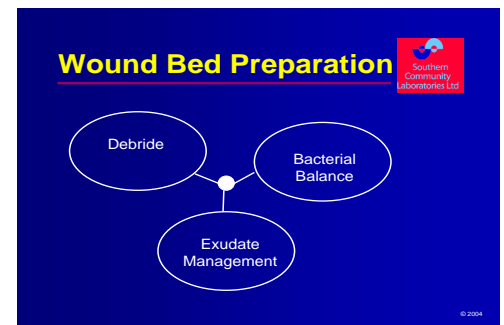 Wound Bed Preparation
Southern
Community
Laboratories Ltd
Debride
Bacterial
Balance
Exudate
Management
© 2004